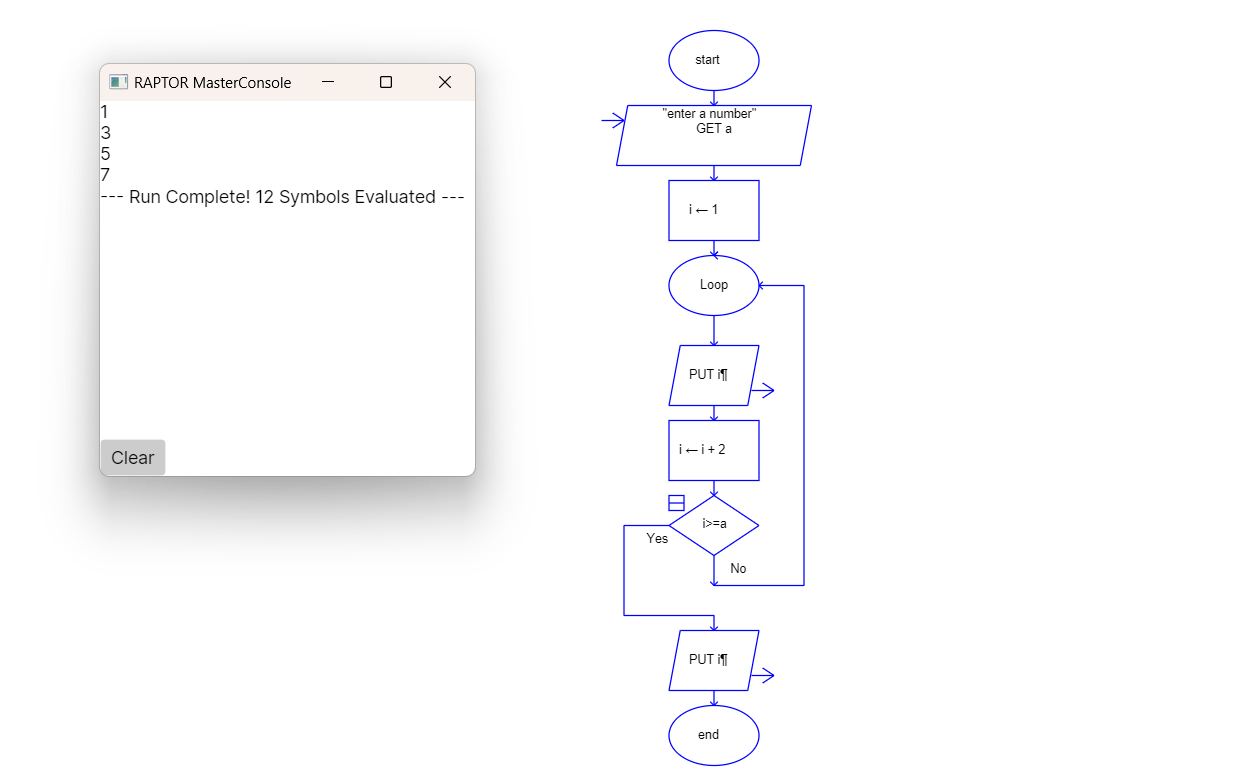 RAPTOR MasterConsole
1
3
5
7
--- Run Complete! 12 Symbols Evaluated ---
Clear
start
"enter a number"
GET a
i ← 1
Loop
PUT i¶
i ← i + 2
i>=a
Yes
No
PUT i¶
end